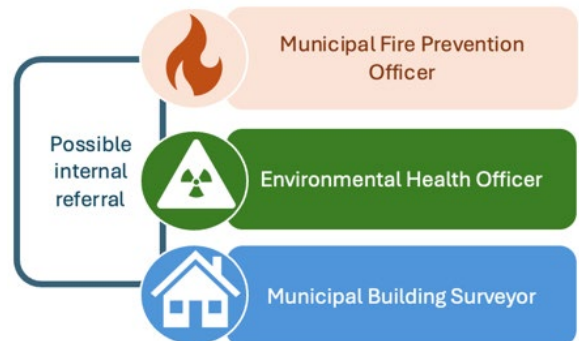 Municipal Fire Prevention
Officer
Possible
internal
referral
Environmental Health Officer
Municipal Building Surveyor